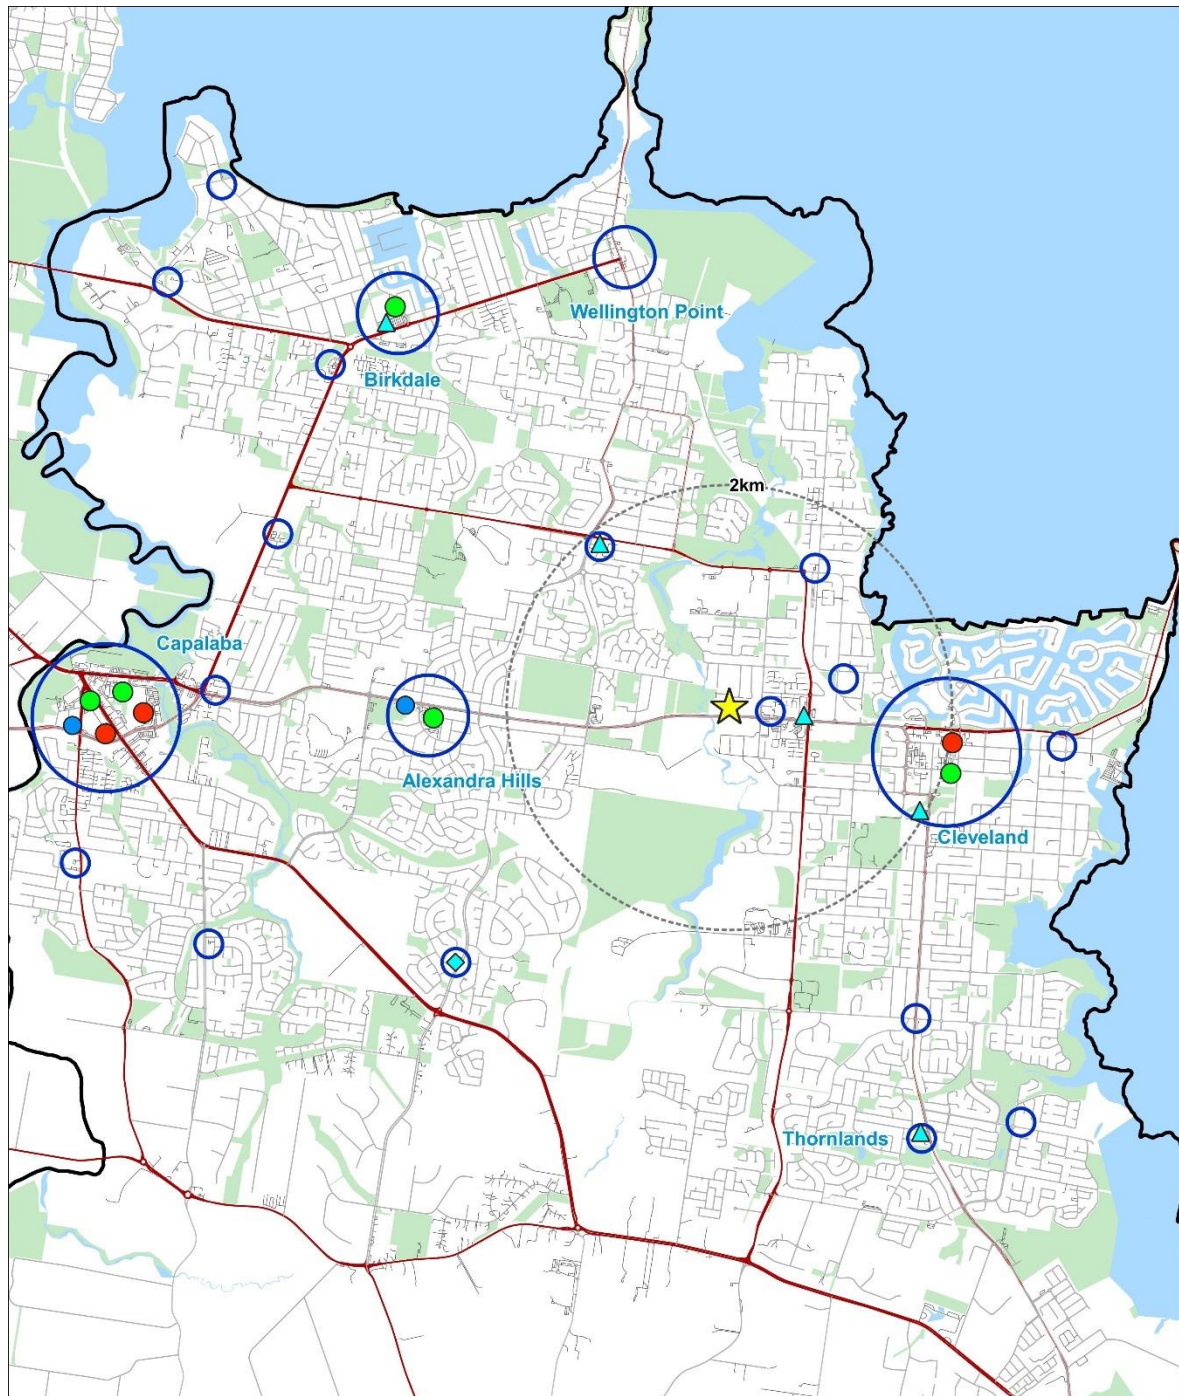 Wellington Point
Birkdale
2km
Capalaba
Alexandra Hills
Cleveland
Thornlands